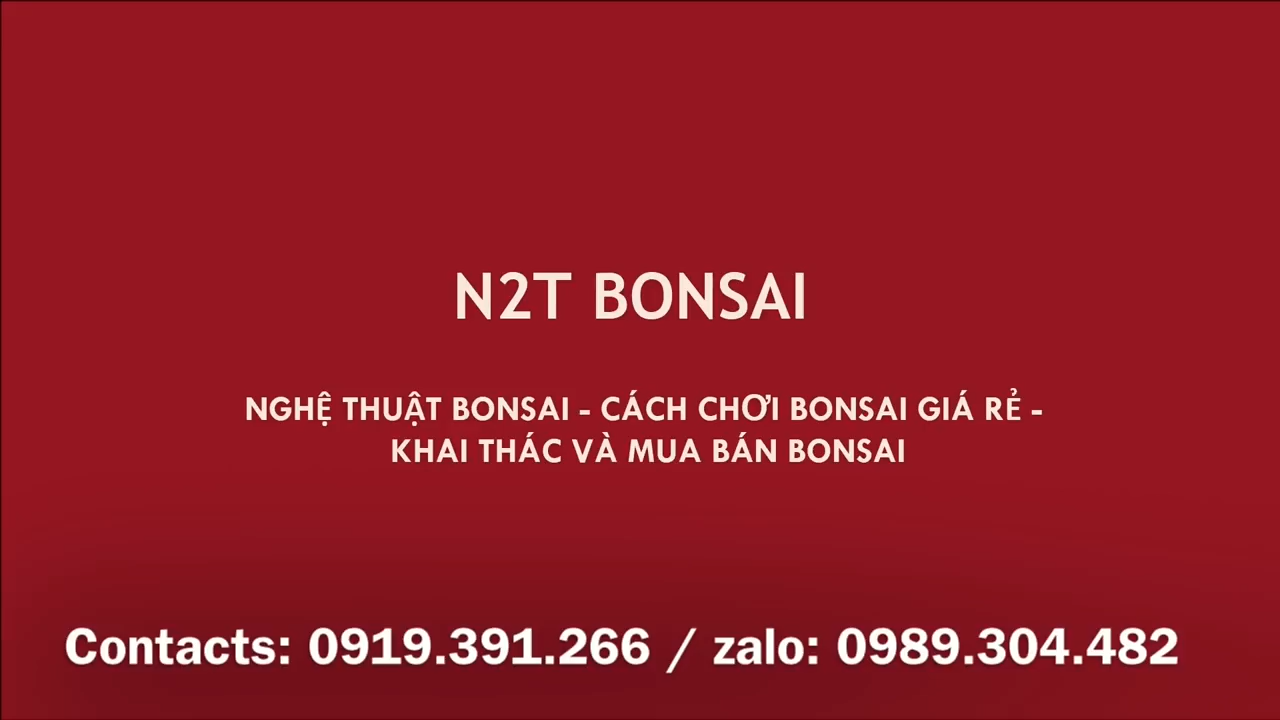 N2T BONSAI
NGHỆ THUẬT BONSAI - CÁCH CHƠI BONSAI GIÁ RẺ -
KHAI THÁC VÀ MUA BÁN BONSAI
Contacts: 0919.391.266 / zalo: 0989.304.482